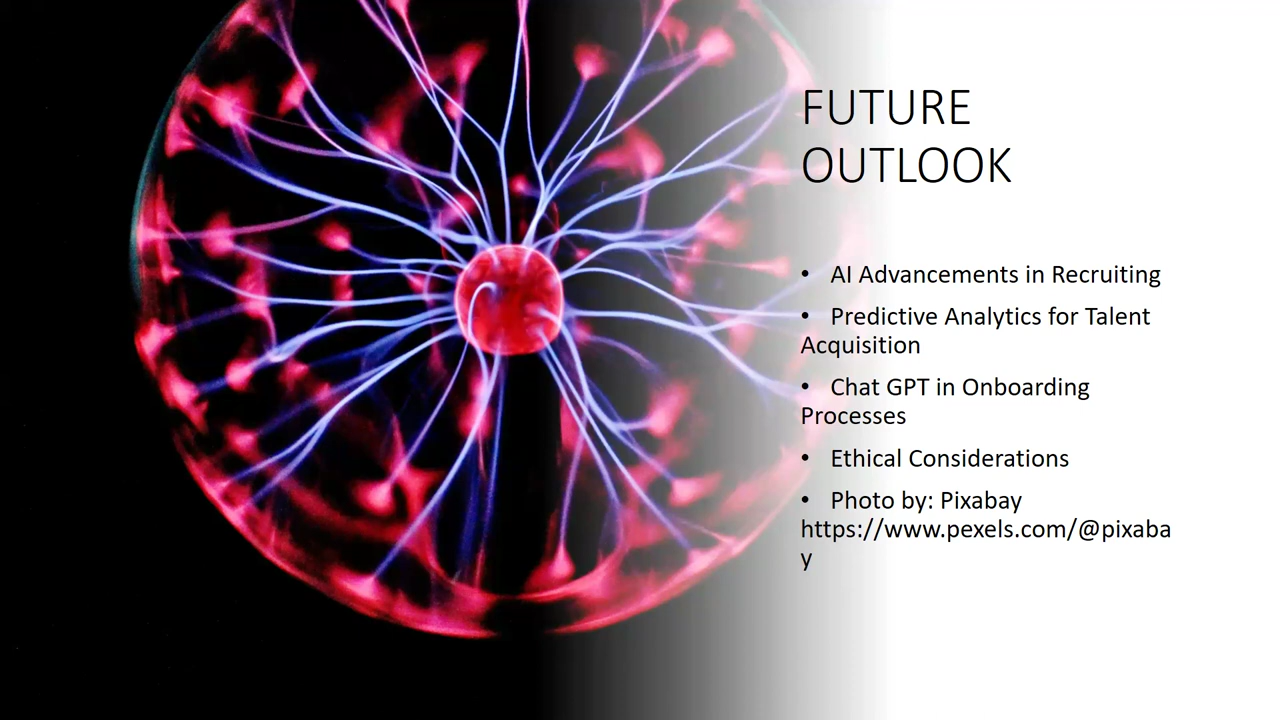 FUTURE
OUTLOOK
• AI Advancements in Recruiting
• Predictive Analytics for Talent
Acquisition
• Chat GPT in Onboarding
Processes
• Ethical Considerations
• Photo by: Pixabay
https://www.pexels.com/@pixaba
y